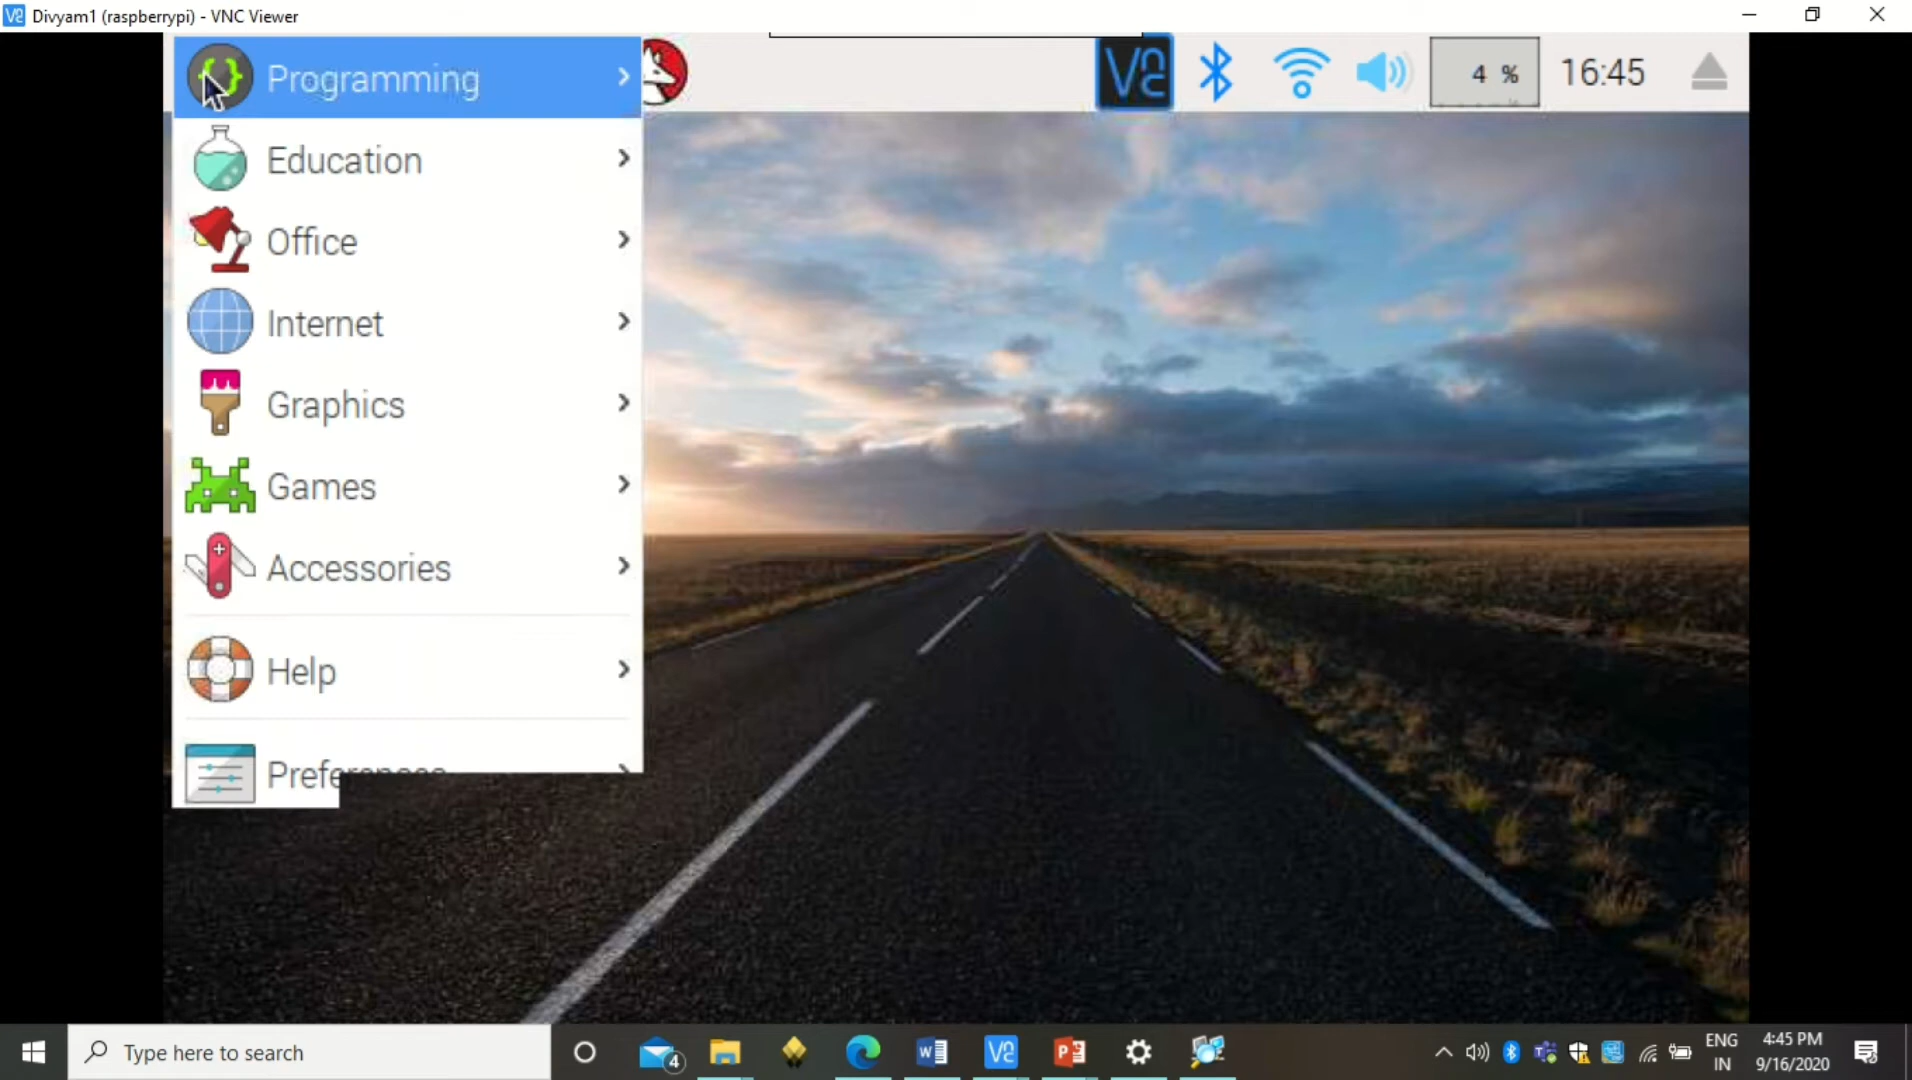 Divyam1 (raspberrypi) - VNC Viewer
Programming
4 %
16:45
Education
Office
Internet
Graphics
Games
Accessories
Help
Preferences
Type here to search
4
ENG
IN
4:45 PM
9/16/2020